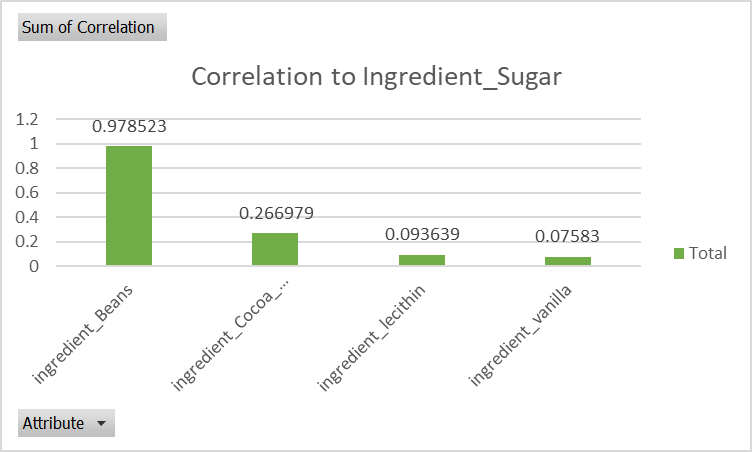 Sum of Correlation
Correlation to Ingredient_Sugar
1.2
1
0.8
0.6
0.4
0.2
0
0.978523
0.266979
0.093639
0.07583
ingredient_Beans
ingredient_Cocoa_...
ingredient_lecithin
ingredient_vanilla
Total
Attribute